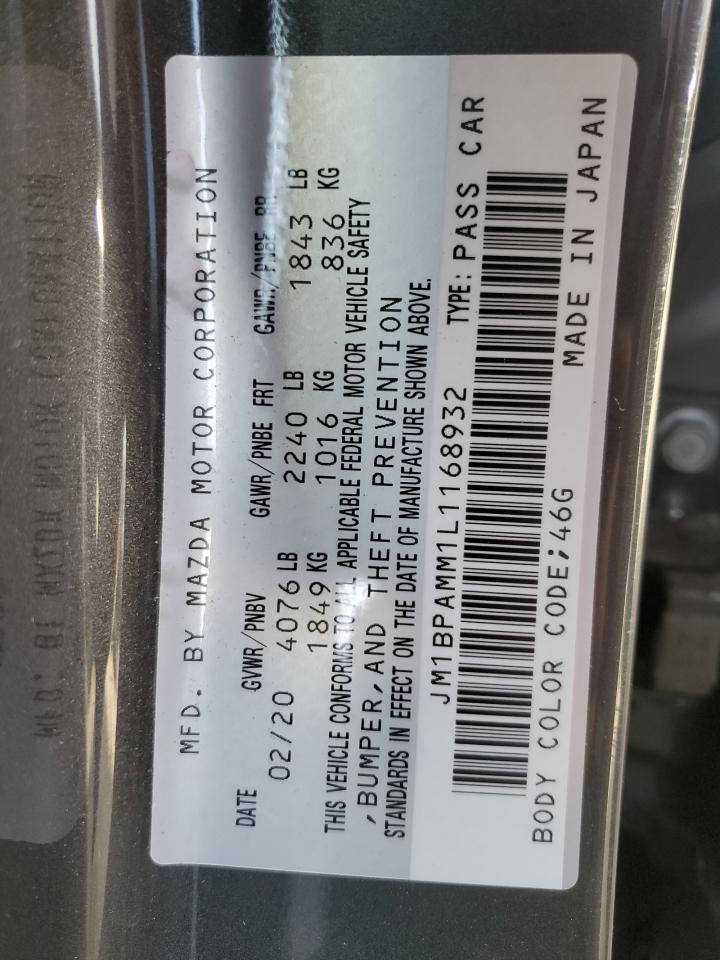 MFD. BY MAZDA MOTOR CORPORATION
DATE GVWR/PNBV GAWR/PNBE FRT GAWR/PNBE RR
02/20 4076 LB 2240 LB 1843 LB
1849 KG 1016 KG 836 KG
THIS VEHICLE CONFORMS TO ALL APPLICABLE FEDERAL MOTOR VEHICLE SAFETY
,BUMPER,AND THEFT PREVENTION
STANDARDS IN EFFECT ON THE DATE OF MANUFACTURE SHOWN ABOVE.
JM1BPAMM1L1168932 TYPE: PASS CAR
BODY COLOR CODE;46G MADE IN JAPAN